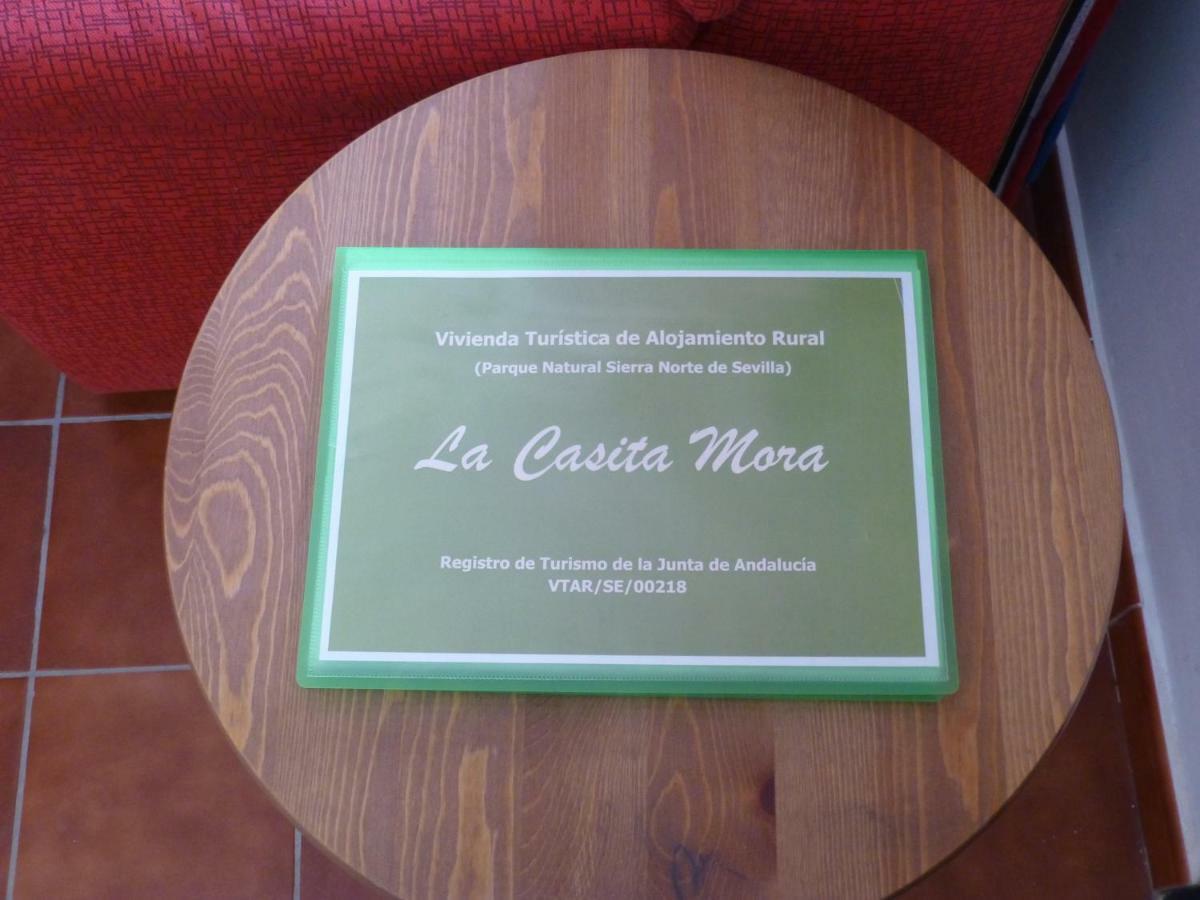 Vivienda Turística de Alojamiento Rural
(Parque Natural Sierra Norte de Sevilla)
La Casita Mora
Registro de Turismo de la Junta de Andalucía
VTAR/SE/00218